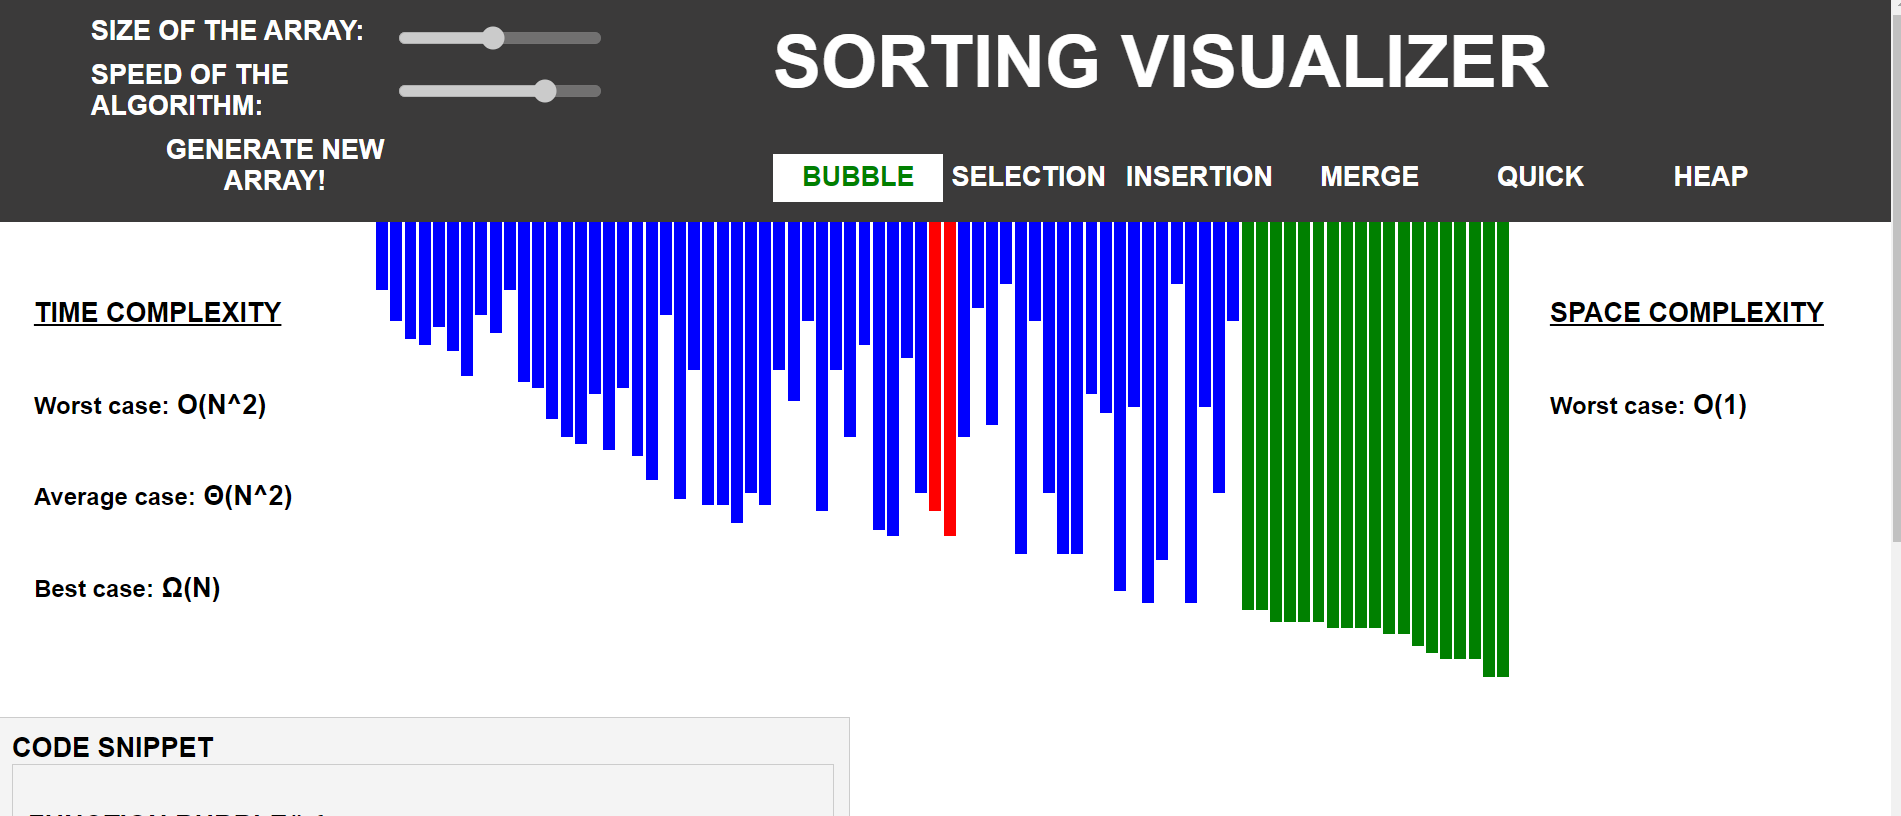 SIZE OF THE ARRAY:
SPEED OF THE
ALGORITHM:
GENERATE NEW
ARRAY!
SORTING VISUALIZER
BUBBLE SELECTION INSERTION MERGE QUICK HEAP
TIME COMPLEXITY
Worst case: O(N^2)
Average case: Θ(N^2)
Best case: Ω(N)
SPACE COMPLEXITY
Worst case: O(1)
CODE SNIPPET